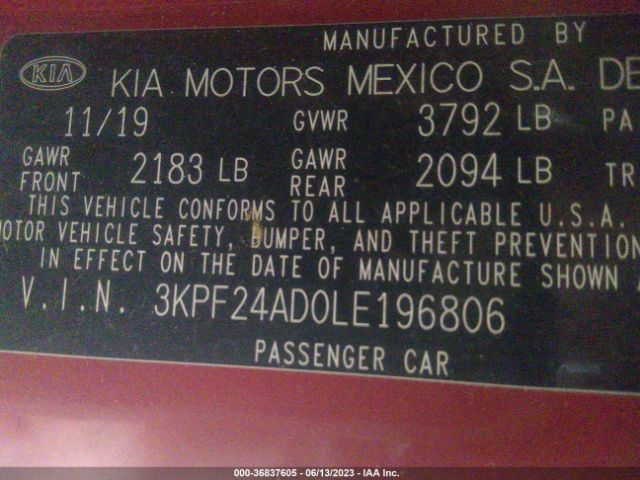 MANUFACTURED BY
KIA KIA MOTORS MEXICO S.A. DE
11/19 GVWR 3792 LB PA
GAWR FRONT 2183 LB GAWR REAR 2094 LB TR
THIS VEHICLE CONFORMS TO ALL APPLICABLE U.S.A.
MOTOR VEHICLE SAFETY, BUMPER, AND THEFT PREVENTION
IN EFFECT ON THE DATE OF MANUFACTURE SHOWN
V.I.N. 3KPF24AD0LE196806
PASSENGER CAR
000-36837605 - 06/13/2023 - IAA Inc.